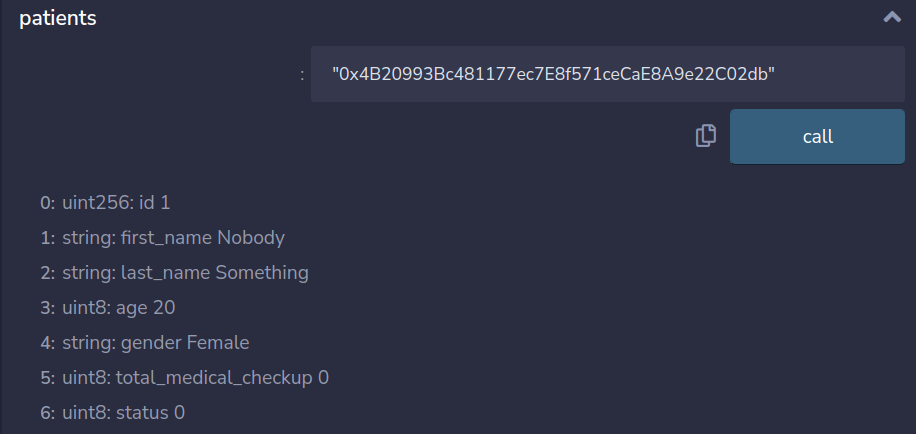 patients
: "0x4B20993Bc481177ec7E8f571ceCaE8A9e22C02db"
call
0: uint256: id 1
1: string: first_name Nobody
2: string: last_name Something
3: uint8: age 20
4: string: gender Female
5: uint8: total_medical_checkup 0
6: uint8: status 0